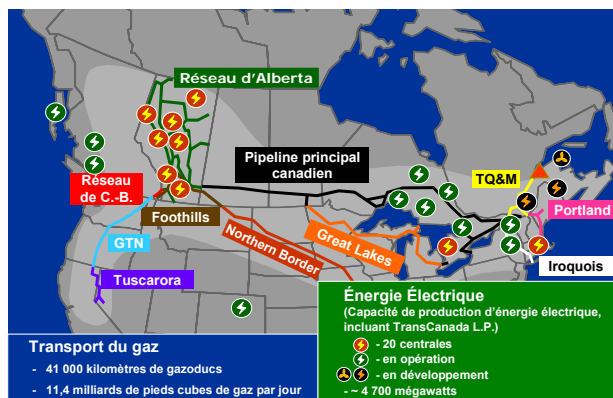 Réseau d'Alberta
Pipeline principal
canadien
TQ&M
Réseau
de C.-B.
Portland
Foothills
GTN
Northern Border
Great Lakes
Iroquois
Tuscarora
Énergie Électrique
(Capacité de production d'énergie électrique,
incluant TransCanada L.P.)
- 20 centrales
- en opération
- en développement
- ~ 4 700 mégawatts
Transport du gaz
- 41 000 kilomètres de gazoducs
- 11,4 milliards de pieds cubes de gaz par jour